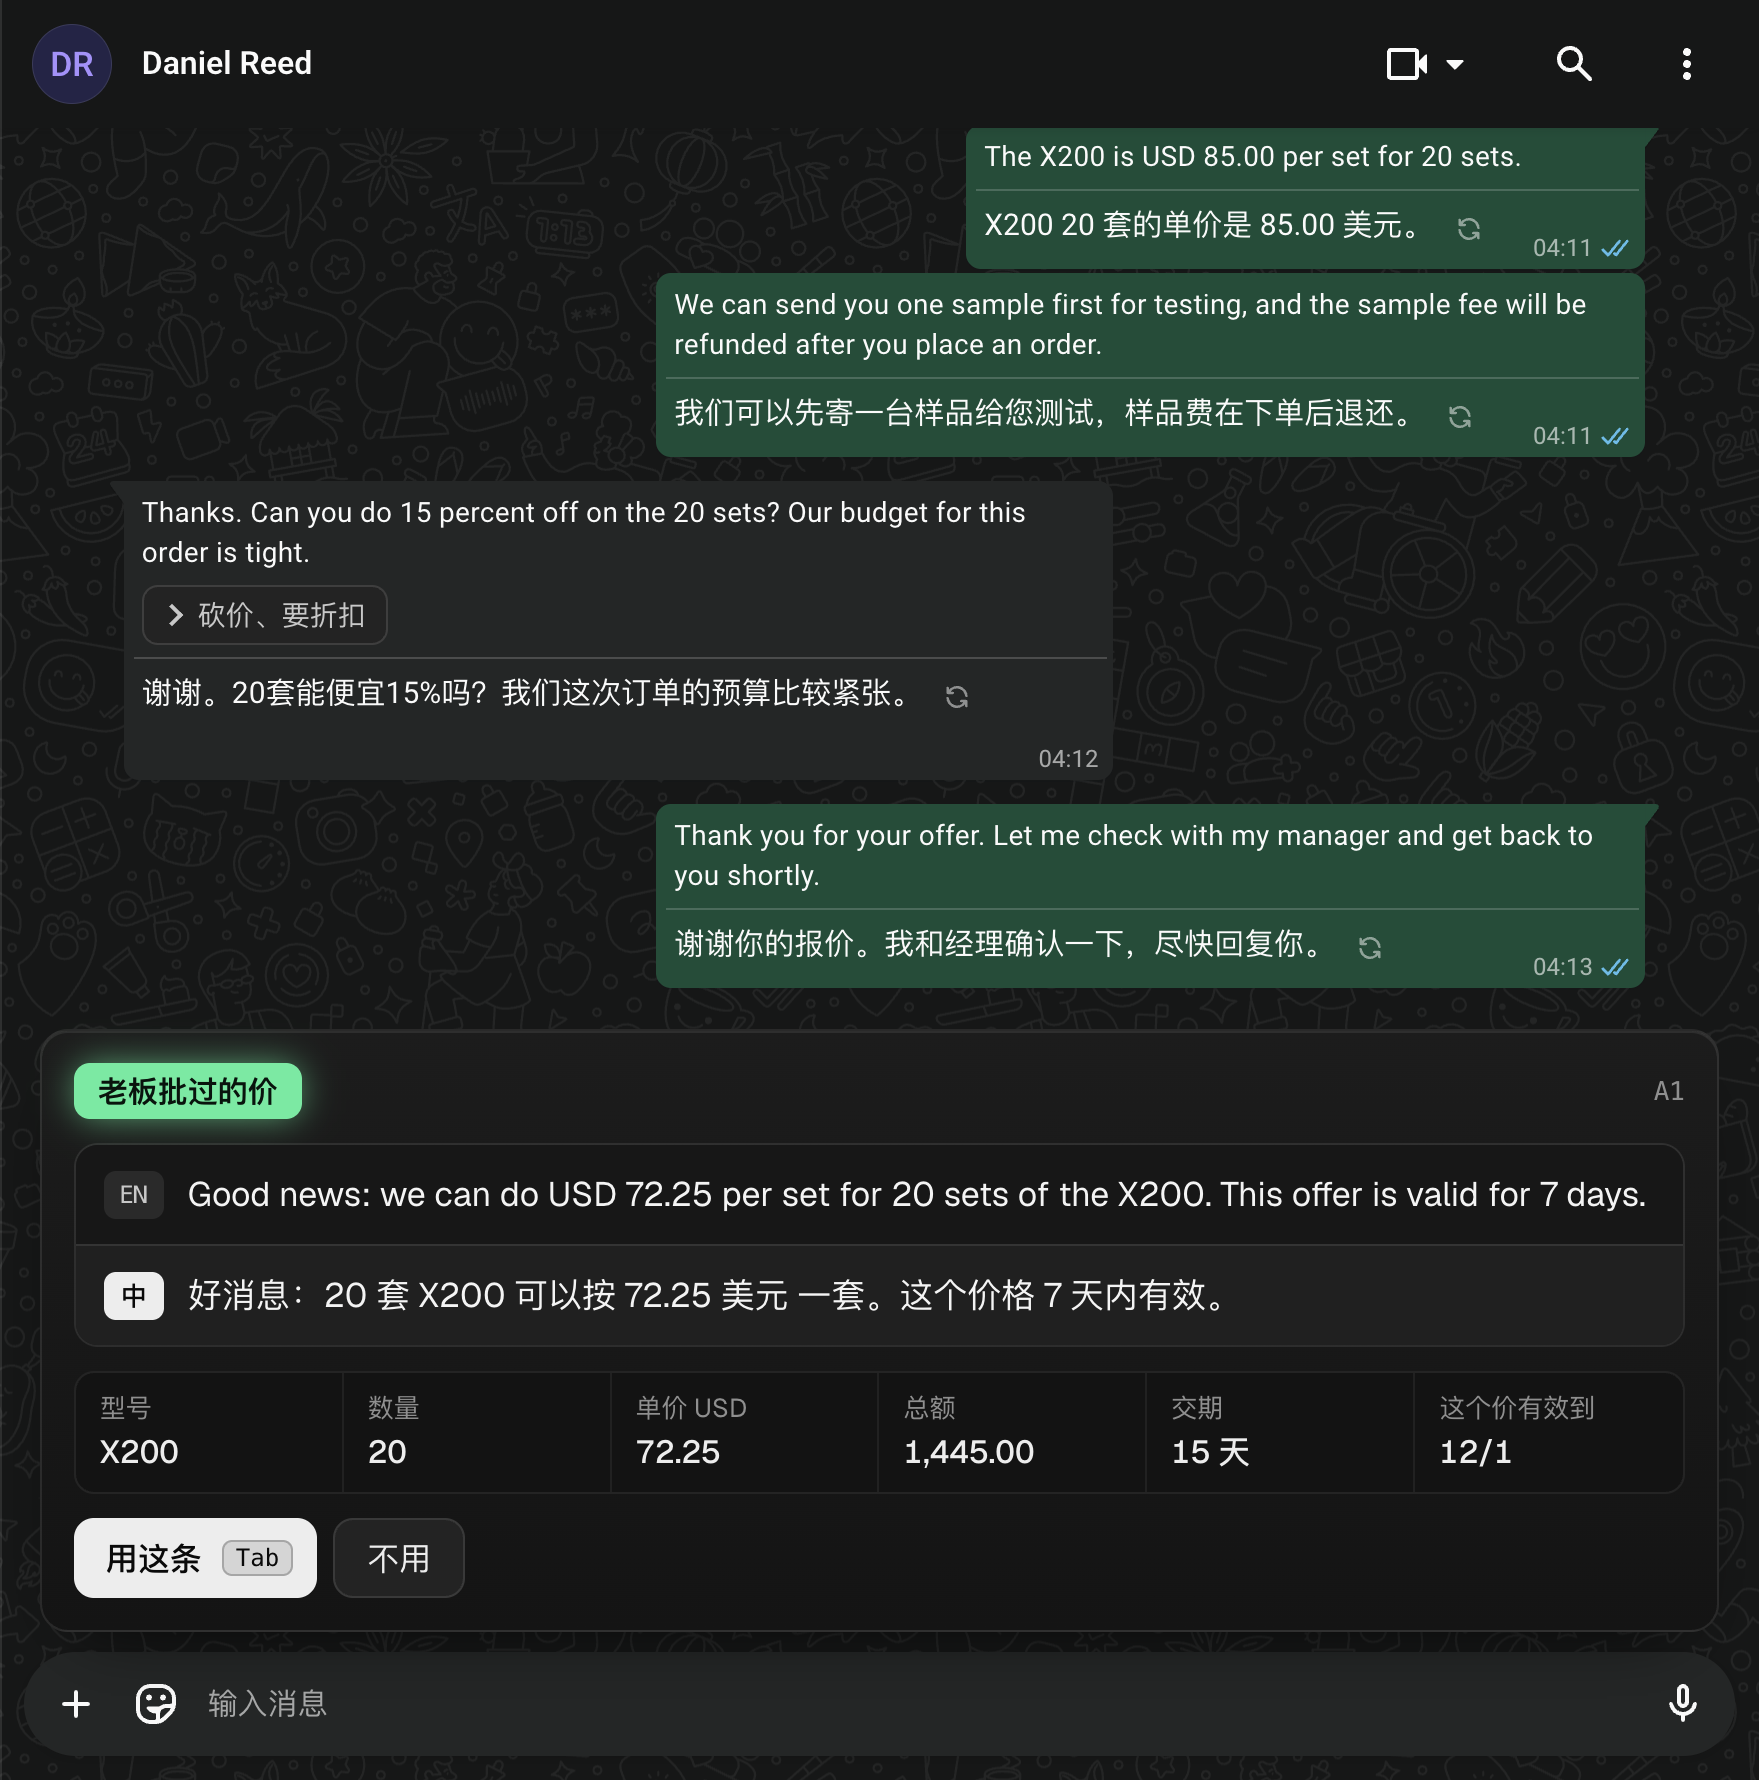 DR
Daniel Reed
The X200 is USD 85.00 per set for 20 sets.
X200 20 套的单价是 85.00 美元。
04:11
We can send you one sample first for testing, and the sample fee will be
refunded after you place an order.
我们可以先寄一台样品给您测试，样品费在下单后退还。
04:11
Thanks. Can you do 15 percent off on the 20 sets? Our budget for this
order is tight.
砍价、要折扣
谢谢。20套能便宜15%吗？我们这次订单的预算比较紧张。
04:12
Thank you for your offer. Let me check with my manager and get back to
you shortly.
谢谢你的报价。我和经理确认一下，尽快回复你。
04:13
老板批过的价
A1
EN Good news: we can do USD 72.25 per set for 20 sets of the X200. This offer is valid for 7 days.
中 好消息：20 套 X200 可以按 72.25 美元 一套。这个价格 7 天内有效。
型号 数量 单价 USD 总额 交期 这个价有效到
X200 20 72.25 1,445.00 15 天 12/1
用这条 Tab 不用
输入消息